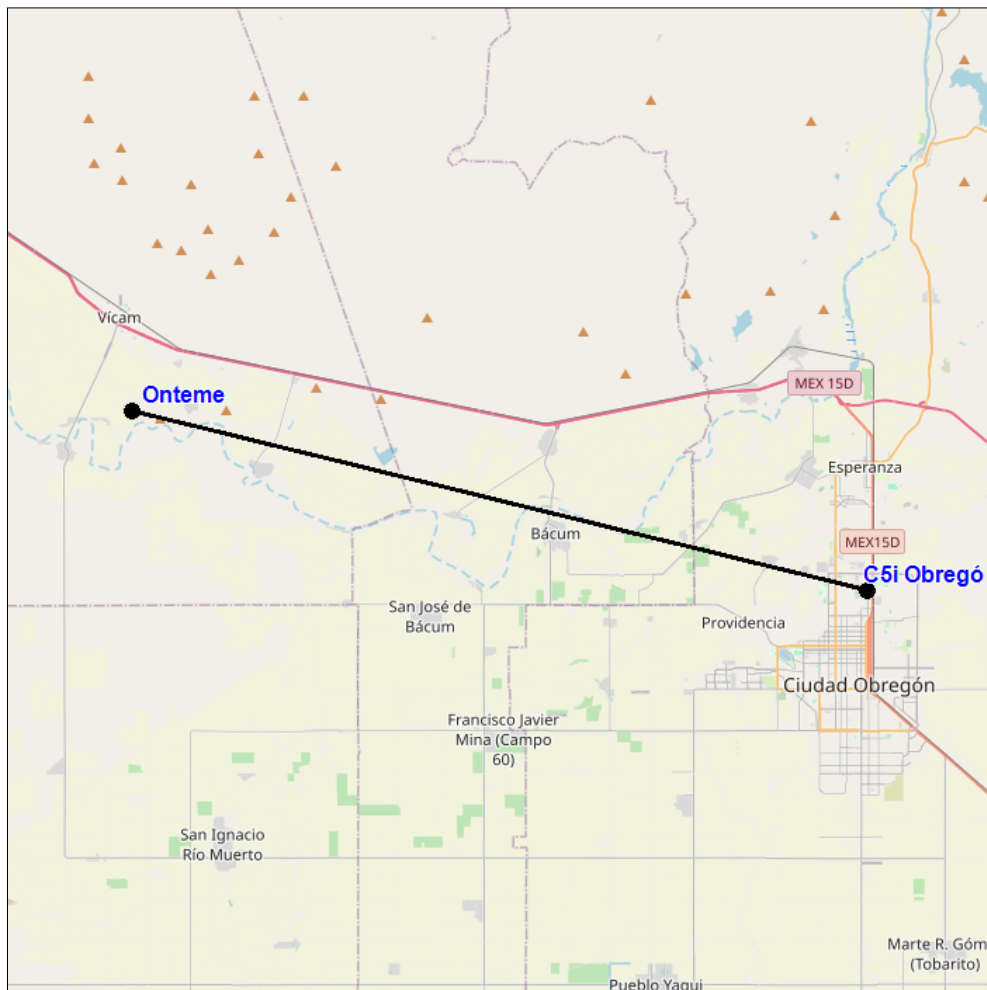 Vícam
Onteme
MEX 15D
Esperanza
Bácum
MEX15D
C5i Obregó
San José de
Bácum
Providencia
Ciudad Obregón
Francisco Javier
Mina (Campo
60)
San Ignacio
Río Muerto
Marte R. Góm
(Tobarito)
Pueblo Yaqui